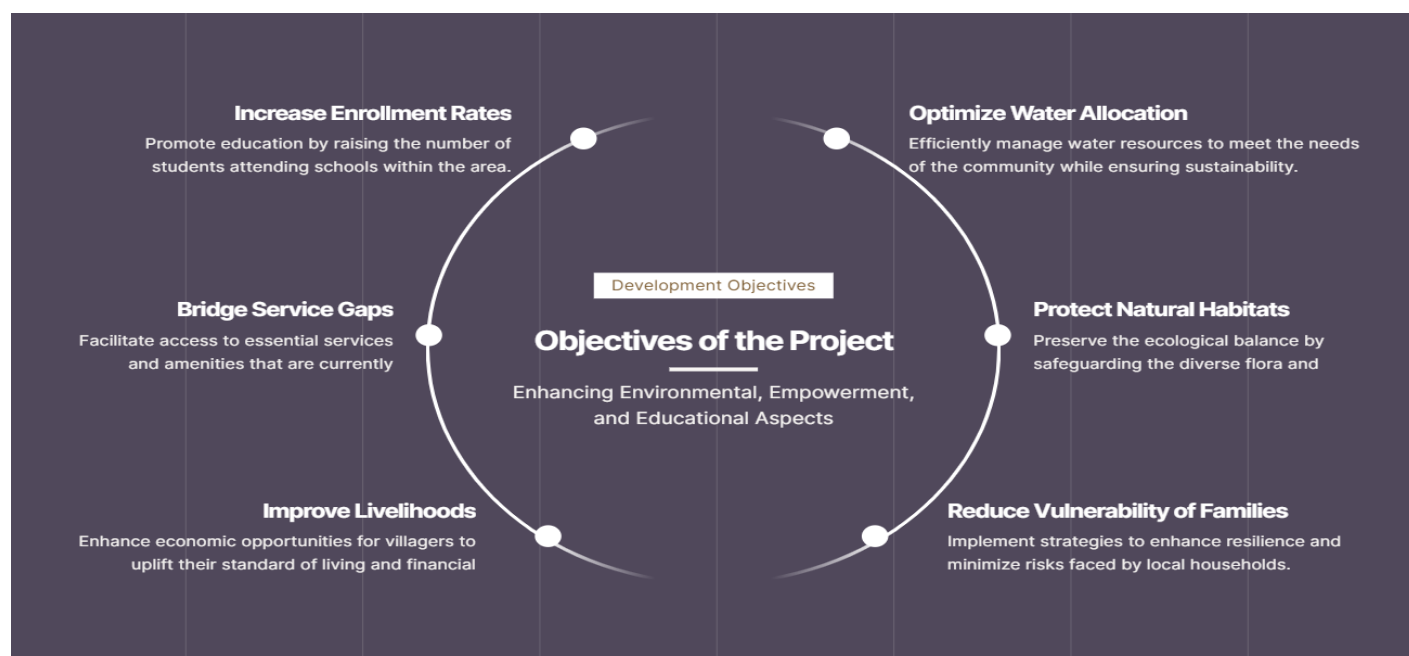 Increase Enrollment Rates
Promote education by raising the number of
students attending schools within the area.
Bridge Service Gaps
Facilitate access to essential services
and amenities that are currently
Improve Livelihoods
Enhance economic opportunities for villagers to
uplift their standard of living and financial
Development Objectives
Objectives of the Project
Enhancing Environmental, Empowerment,
and Educational Aspects
Optimize Water Allocation
Efficiently manage water resources to meet the needs
of the community while ensuring sustainability.
Protect Natural Habitats
Preserve the ecological balance by
safeguarding the diverse flora and
Reduce Vulnerability of Families
Implement strategies to enhance resilience and
minimize risks faced by local households.